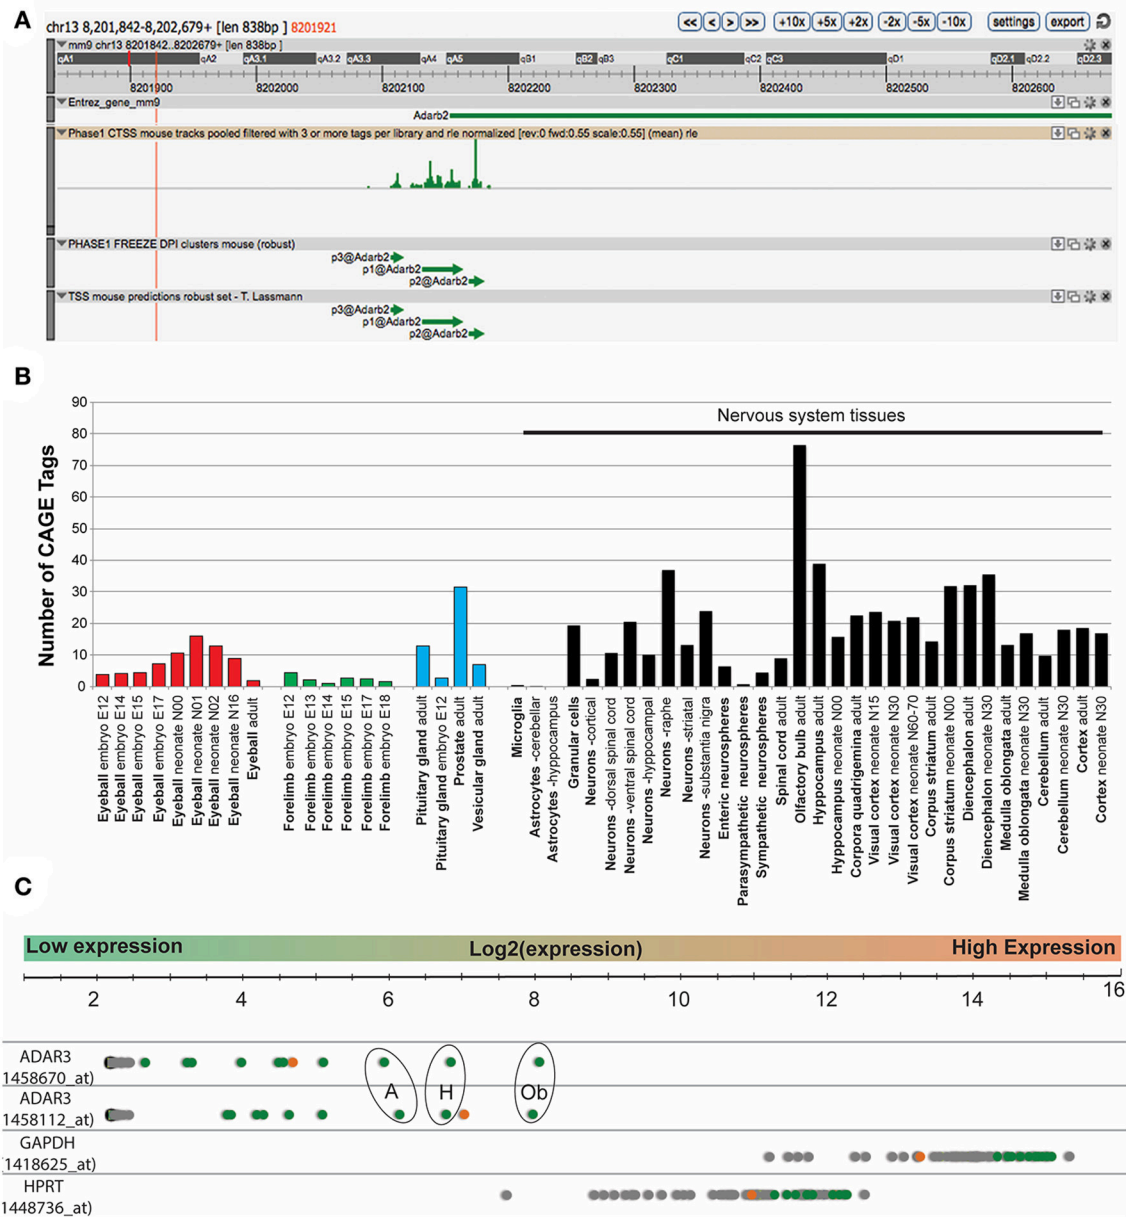 A
chr13 8,201,842-8,202,679+ [len 838bp ] 8201921
<< < > >> +10x +5x +2x -2x -5x -10x settings export
mm9 chr13 8201842..8202679+ [len 838bp ]
qA1 qA2 qA3.1 qA3.2 qA3.3 qA4 qA5 qB1 qB2 qB3 qC1 qC2 qC3 qD1 qD2.1 qD2.2 qD2.3
8201900 8202000 8202100 8202200 8202300 8202400 8202500 8202600
Entrez_gene_mm9
Adarb2
Phase1 CTSS mouse tracks pooled filtered with 3 or more tags per library and rle normalized [rev:0 fwd:0.55 scale:0.55] (mean) rle
PHASE1 FREEZE DPI clusters mouse (robust)
p3@Adarb2
p1@Adarb2
p2@Adarb2
TSS mouse predictions robust set - T. Lassmann
p3@Adarb2
p1@Adarb2
p2@Adarb2
B
Number of CAGE Tags
90
80
70
60
50
40
30
20
10
0
Nervous system tissues
Eyeball embryo E12
Eyeball embryo E14
Eyeball embryo E15
Eyeball embryo E17
Eyeball neonate N00
Eyeball neonate N01
Eyeball neonate N02
Eyeball neonate N16
Eyeball adult
Forelimb embryo E12
Forelimb embryo E13
Forelimb embryo E14
Forelimb embryo E15
Forelimb embryo E17
Forelimb embryo E18
Pituitary gland adult
Pituitary gland embryo E12
Prostate adult
Vesicular gland adult
Microglia
Astrocytes -cerebellar
Astrocytes -hyppocampus
Granular cells
Neurons -cortical
Neurons -dorsal spinal cord
Neurons -ventral spinal cord
Neurons -hyppocampal
Neurons -raphe
Neurons -striatal
Neurons -substantia nigra
Enteric neurospheres
Parasympathetic neurospheres
Sympathetic neurospheres
Spinal cord adult
Olfactory bulb adult
Hyppocampus adult
Hyppocampus neonate N00
Corpora quadrigemina adult
Visual cortex neonate N15
Visual cortex neonate N30
Visual cortex neonate N60-70
Corpus striatum adult
Corpus striatum neonate N00
Diencephalon adult
Diencephalon neonate N30
Medulla oblongata adult
Medulla oblongata neonate N30
Cerebellum adult
Cerebellum neonate N30
Cortex adult
Cortex neonate N30
C
Low expression Log2(expression) High Expression
2 4 6 8 10 12 14 16
ADAR3
1458670_at)
A H Ob
ADAR3
1458112_at)
GAPDH
(1418625_at)
HPRT
(1448736_at)